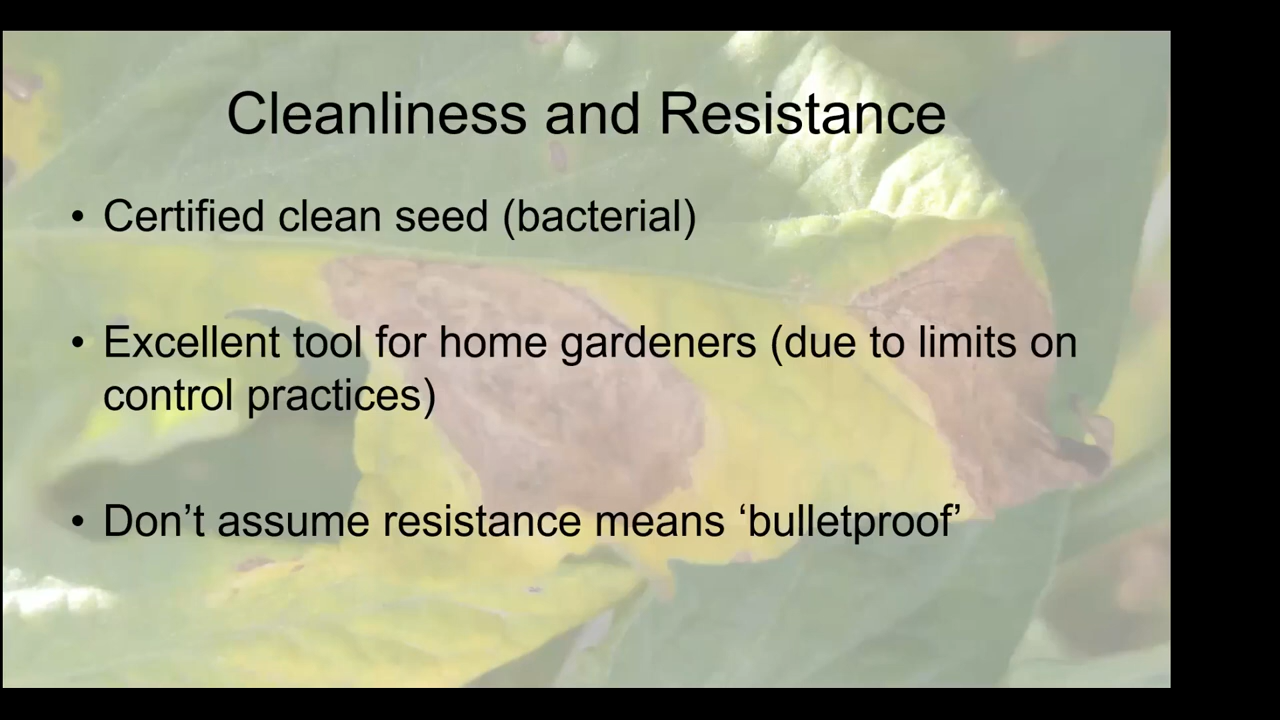 Cleanliness and Resistance
• Certified clean seed (bacterial)
• Excellent tool for home gardeners (due to limits on
control practices)
• Don’t assume resistance means ‘bulletproof’